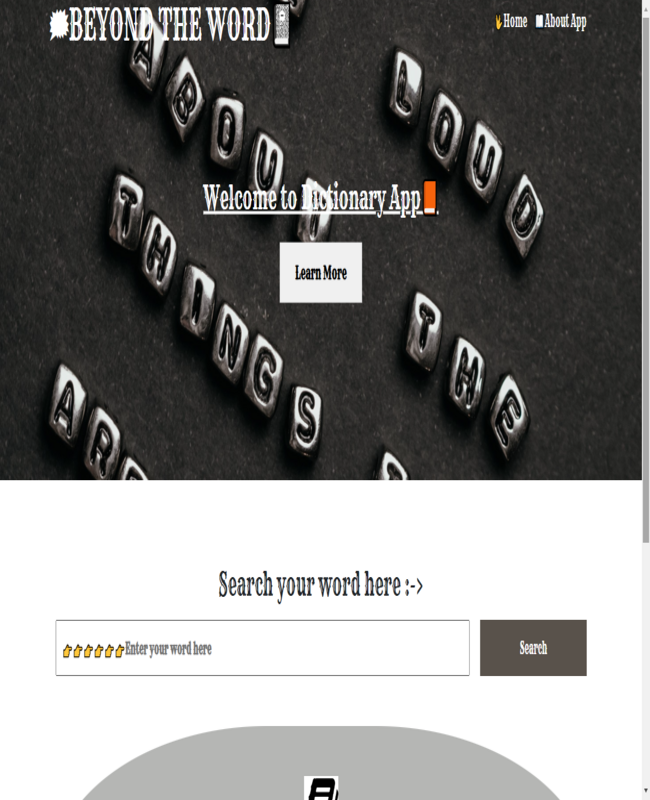 BEYOND THE WORD
Home
About App
ABOUT
LOUD
Welcome to Dictionary App
Learn More
THINGS
THE
ARE
Search your word here :->
👉👉👉👉👉👉Enter your word here
Search